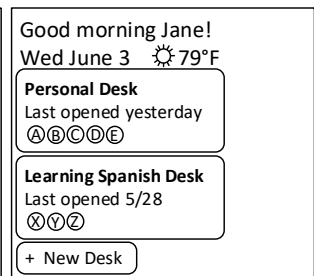 Good morning Jane!
Wed June 3 79°F
Personal Desk
Last opened yesterday
ⒶⒷⒸⒹⒺ
Learning Spanish Desk
Last opened 5/28
ⓍⓎⓏ
+ New Desk